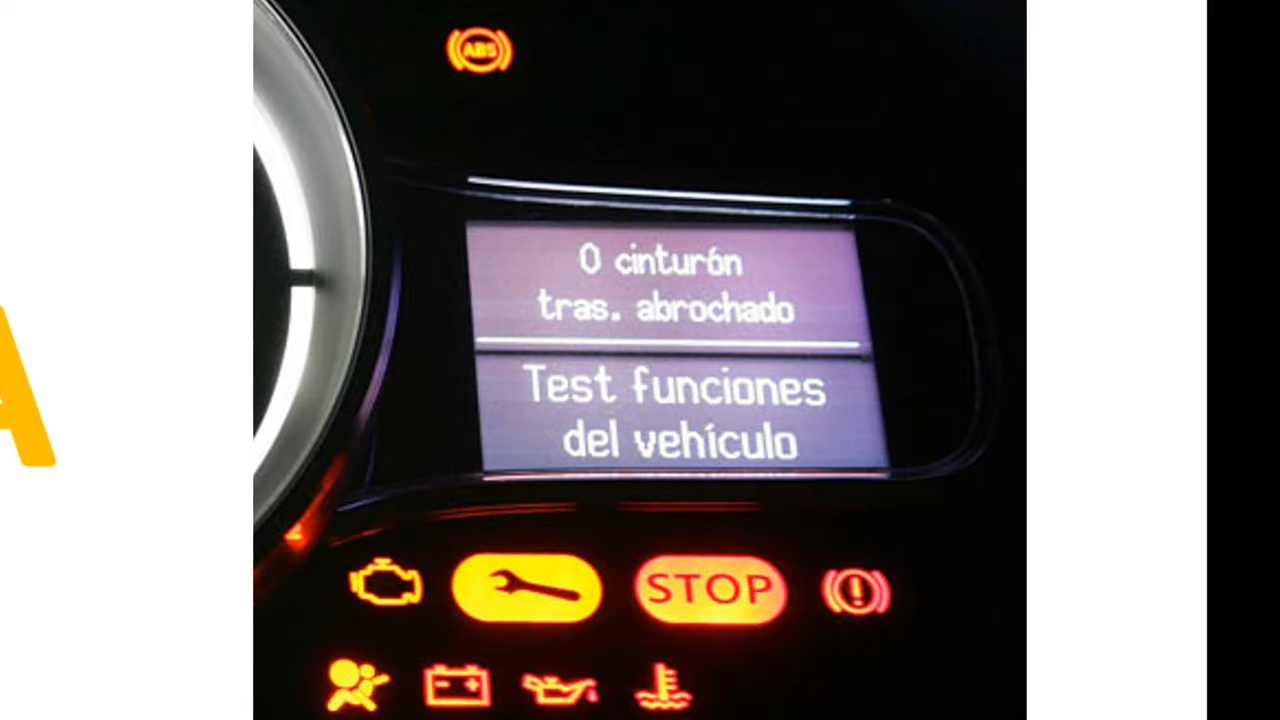 ABS
0 cinturón
tras. abrochado
Test funciones
del vehículo
STOP
A